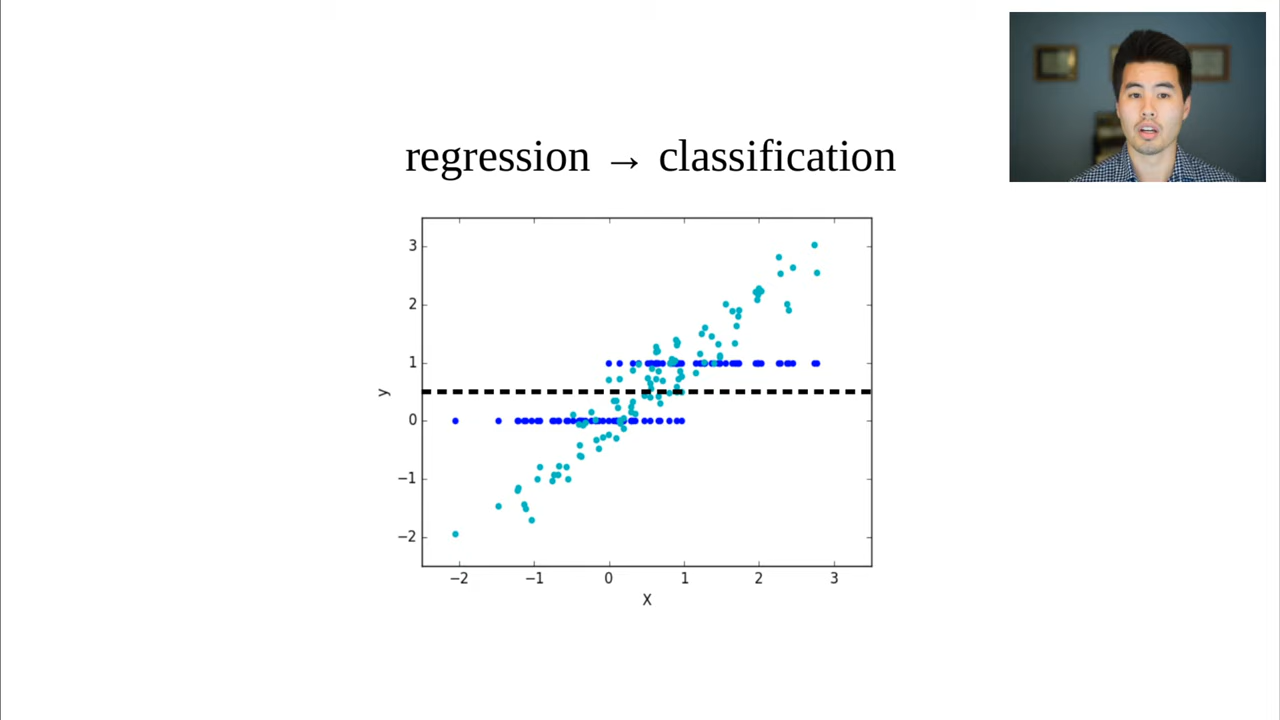 regression → classification
3
2
1
0
−1
−2
y
−2 −1 0 1 2 3
X